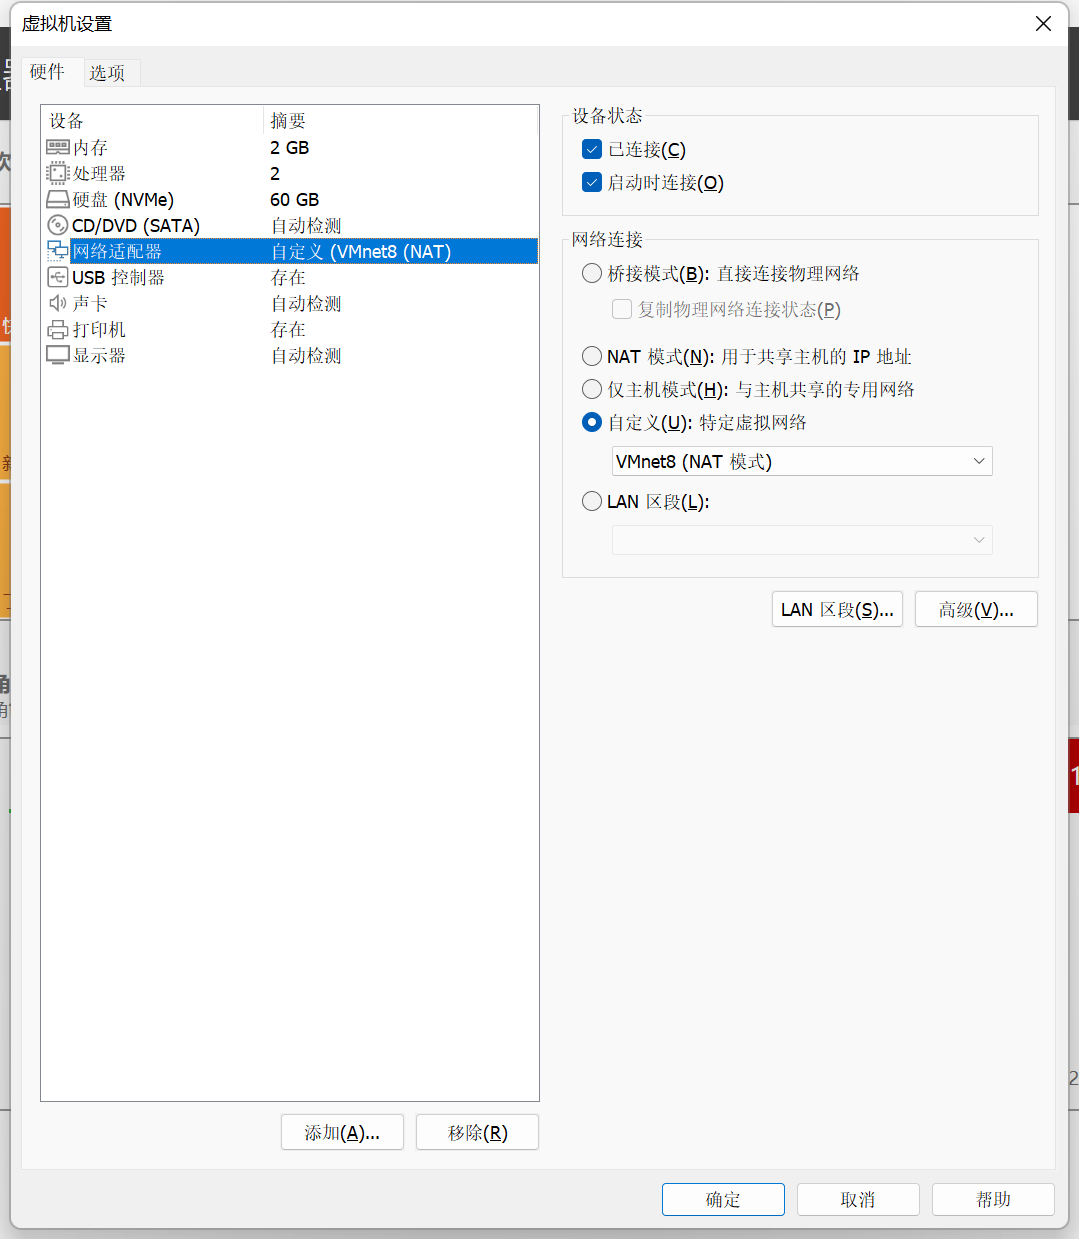 虚拟机设置
硬件 选项
设备 摘要
内存 2 GB
处理器 2
硬盘 (NVMe) 60 GB
CD/DVD (SATA) 自动检测
网络适配器 自定义 (VMnet8 (NAT)
USB 控制器 存在
声卡 自动检测
打印机 存在
显示器 自动检测
添加(A)... 移除(R)
设备状态
已连接(C)
启动时连接(O)
网络连接
桥接模式(B): 直接连接物理网络
复制物理网络连接状态(P)
NAT 模式(N): 用于共享主机的 IP 地址
仅主机模式(H): 与主机共享的专用网络
自定义(U): 特定虚拟网络
VMnet8 (NAT 模式)
LAN 区段(L):
LAN 区段(S)... 高级(V)...
确定 取消 帮助